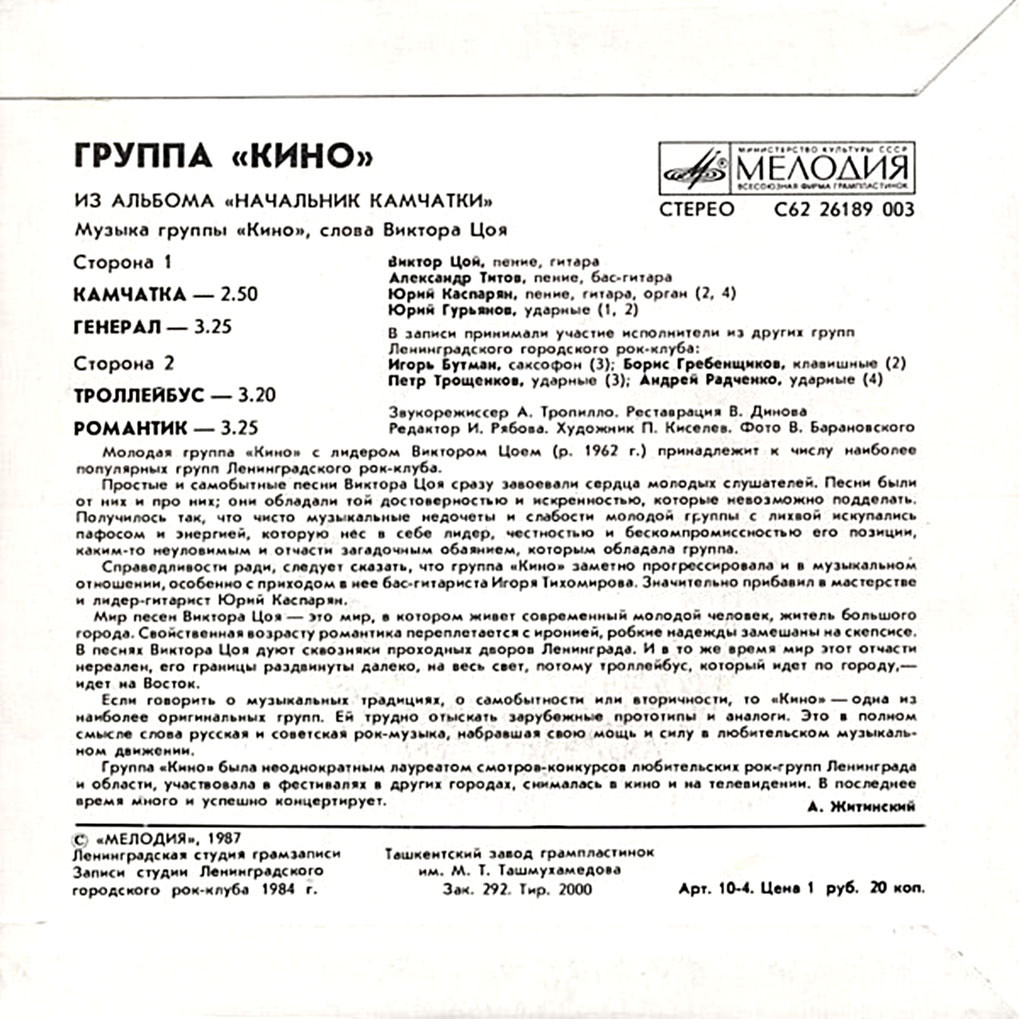 ГРУППА «КИНО»
ИЗ АЛЬБОМА «НАЧАЛЬНИК КАМЧАТКИ»
Музыка группы «Кино», слова Виктора Цоя
МИНИСТЕРСТВО КУЛЬТУРЫ СССР
МЕЛОДИЯ
ВСЕСОЮЗНАЯ ФИРМА ГРАМПЛАСТИНОК
СТЕРЕО С62 26189 003
Сторона 1
КАМЧАТКА — 2.50
ГЕНЕРАЛ — 3.25
Сторона 2
ТРОЛЛЕЙБУС — 3.20
РОМАНТИК — 3.25
Виктор Цой, пение, гитара
Александр Титов, пение, бас-гитара
Юрий Каспарян, пение, гитара, орган (2, 4)
Юрий Гурьянов, ударные (1, 2)
В записи принимали участие исполнители из других групп
Ленинградского городского рок-клуба:
Игорь Бутман, саксофон (3); Борис Гребенщиков, клавишные (2)
Петр Трощенков, ударные (3); Андрей Радченко, ударные (4)
Звукорежиссер А. Тропилло. Реставрация В. Динова
Редактор И. Рябова. Художник П. Киселев. Фото В. Барановского
Молодая группа «Кино» с лидером Виктором Цоем (р. 1962 г.) принадлежит к числу наиболее
популярных групп Ленинградского рок-клуба.
Простые и самобытные песни Виктора Цоя сразу завоевали сердца молодых слушателей. Песни были
от них и про них; они обладали той достоверностью и искренностью, которые невозможно подделать.
Получилось так, что чисто музыкальные недочеты и слабости молодой группы с лихвой искупались
пафосом и энергией, которую нес в себе лидер, честностью и бескомпромиссностью его позиции,
каким-то неуловимым и отчасти загадочным обаянием, которым обладала группа.
Справедливости ради, следует сказать, что группа «Кино» заметно прогрессировала и в музыкальном
отношении, особенно с приходом в нее бас-гитариста Игоря Тихомирова. Значительно прибавил в мастерстве
и лидер-гитарист Юрий Каспарян.
Мир песен Виктора Цоя — это мир, в котором живет современный молодой человек, житель большого
города. Свойственная возрасту романтика переплетается с иронией, робкие надежды замешаны на скепсисе.
В песнях Виктора Цоя дуют сквозняки проходных дворов Ленинграда. И в то же время мир этот отчасти
нереален, его границы раздвинуты далеко, на весь свет, потому троллейбус, который идет по городу,—
идет на Восток.
Если говорить о музыкальных традициях, о самобытности или вторичности, то «Кино» — одна из
наиболее оригинальных групп. Ей трудно отыскать зарубежные прототипы и аналоги. Это в полном
смысле слова русская и советская рок-музыка, набравшая свою мощь и силу в любительском музыкаль-
ном движении.
Группа «Кино» была неоднократным лауреатом смотров-конкурсов любительских рок-групп Ленинграда
и области, участвовала в фестивалях в других городах, снималась в кино и на телевидении. В последнее
время много и успешно концертирует.
А. Житинский
© «МЕЛОДИЯ», 1987
Ленинградская студия грамзаписи
Записи студии Ленинградского
городского рок-клуба 1984 г.
Ташкентский завод грампластинок
им. М. Т. Ташмухамедова
Зак. 292. Тир. 2000
Арт. 10-4. Цена 1 руб. 20 коп.